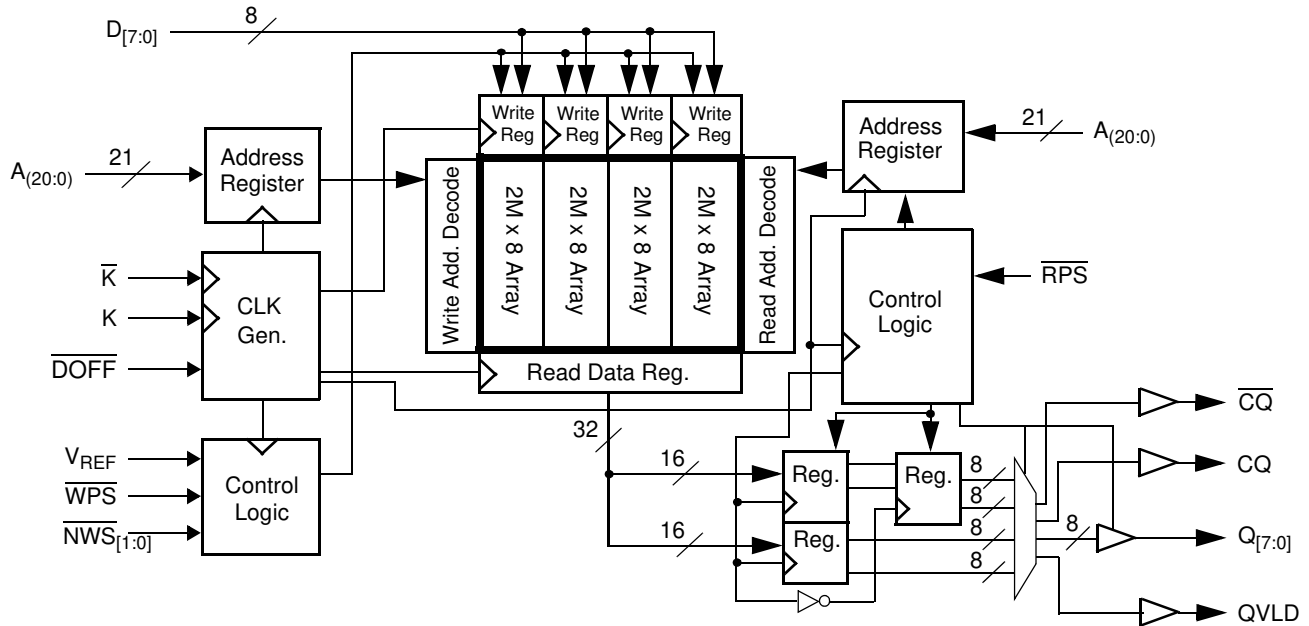 D[7:0]
8
A(20:0)
21
Address
Register
K
K
DOFF
CLK
Gen.
VREF
WPS
NWS[1:0]
Control
Logic
Write
Reg
Write
Reg
Write
Reg
Write
Reg
Write Add. Decode
2M x 8 Array
2M x 8 Array
2M x 8 Array
2M x 8 Array
Read Add. Decode
Read Data Reg.
Address
Register
21
A(20:0)
Control
Logic
RPS
32
16
16
Reg.
Reg.
Reg.
8
8
8
8
8
CQ
CQ
Q[7:0]
QVLD